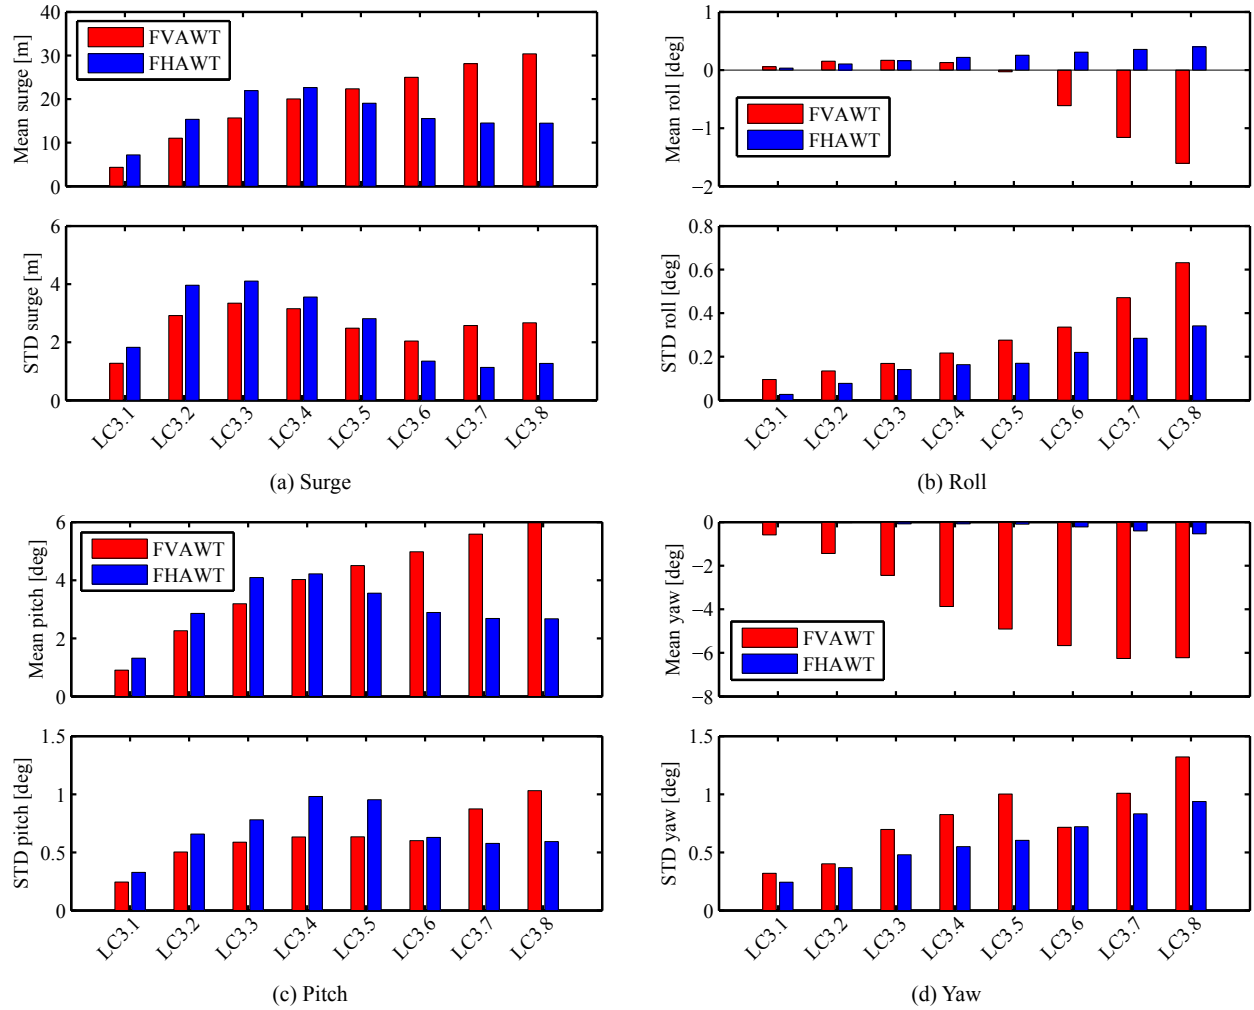 Mean surge [m]
40
30
20
10
0
FVAWT
FHAWT
STD surge [m]
6
4
2
0
LC3.1 LC3.2 LC3.3 LC3.4 LC3.5 LC3.6 LC3.7 LC3.8
(a) Surge
Mean roll [deg]
1
0
−1
−2
FVAWT
FHAWT
STD roll [deg]
0.8
0.6
0.4
0.2
0
LC3.1 LC3.2 LC3.3 LC3.4 LC3.5 LC3.6 LC3.7 LC3.8
(b) Roll
Mean pitch [deg]
6
4
2
0
FVAWT
FHAWT
STD pitch [deg]
1.5
1
0.5
0
LC3.1 LC3.2 LC3.3 LC3.4 LC3.5 LC3.6 LC3.7 LC3.8
(c) Pitch
Mean yaw [deg]
0
−2
−4
−6
−8
FVAWT
FHAWT
STD yaw [deg]
1.5
1
0.5
0
LC3.1 LC3.2 LC3.3 LC3.4 LC3.5 LC3.6 LC3.7 LC3.8
(d) Yaw